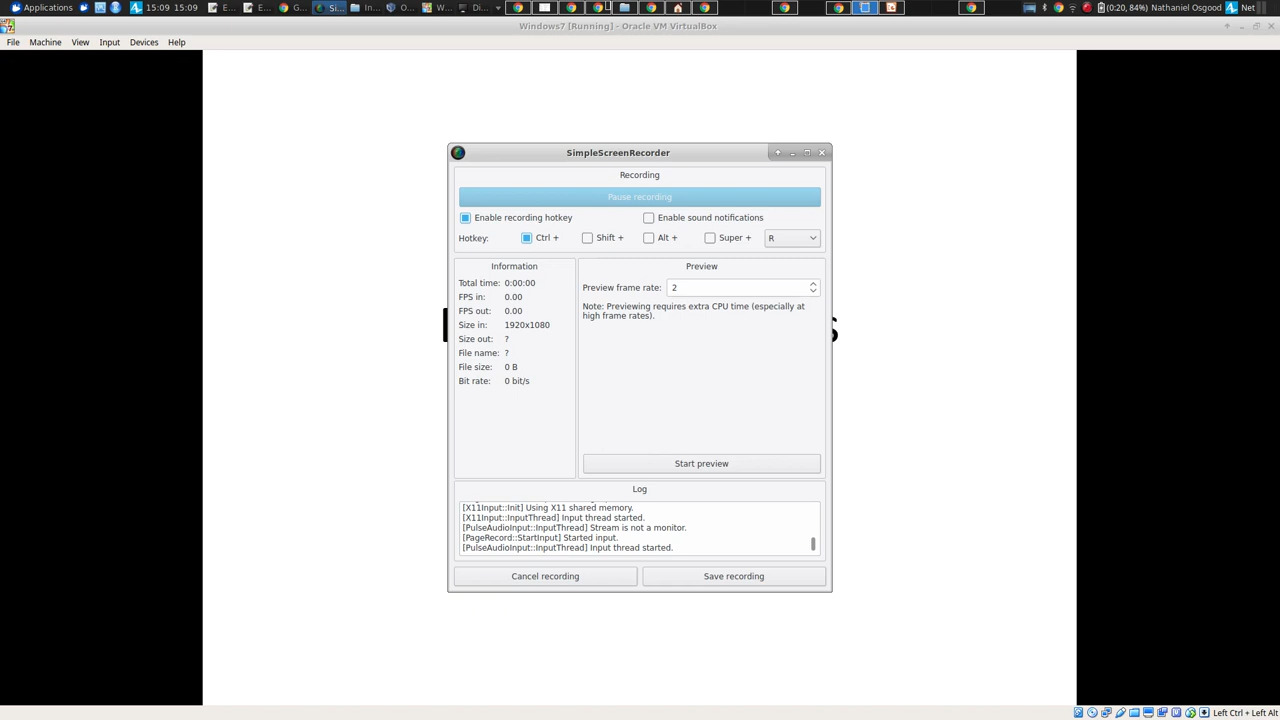 Applications 15:09 15:09 E... E... G... Si... In... O... W... Di... (0:20, 84%) Nathaniel Osgood Net
Windows7 [Running] - Oracle VM VirtualBox
File Machine View Input Devices Help
SimpleScreenRecorder
Recording
Pause recording
Enable recording hotkey Enable sound notifications
Hotkey: Ctrl + Shift + Alt + Super + R
Information Preview
Total time: 0:00:00
FPS in: 0.00
FPS out: 0.00
Size in: 1920x1080
Size out: ?
File name: ?
File size: 0 B
Bit rate: 0 bit/s
Preview frame rate: 2
Note: Previewing requires extra CPU time (especially at
high frame rates).
Start preview
Log
[X11Input::Init] Using X11 shared memory.
[X11Input::InputThread] Input thread started.
[PulseAudioInput::InputThread] Stream is not a monitor.
[PageRecord::StartInput] Started input.
[PulseAudioInput::InputThread] Input thread started.
Cancel recording Save recording
Left Ctrl + Left Alt